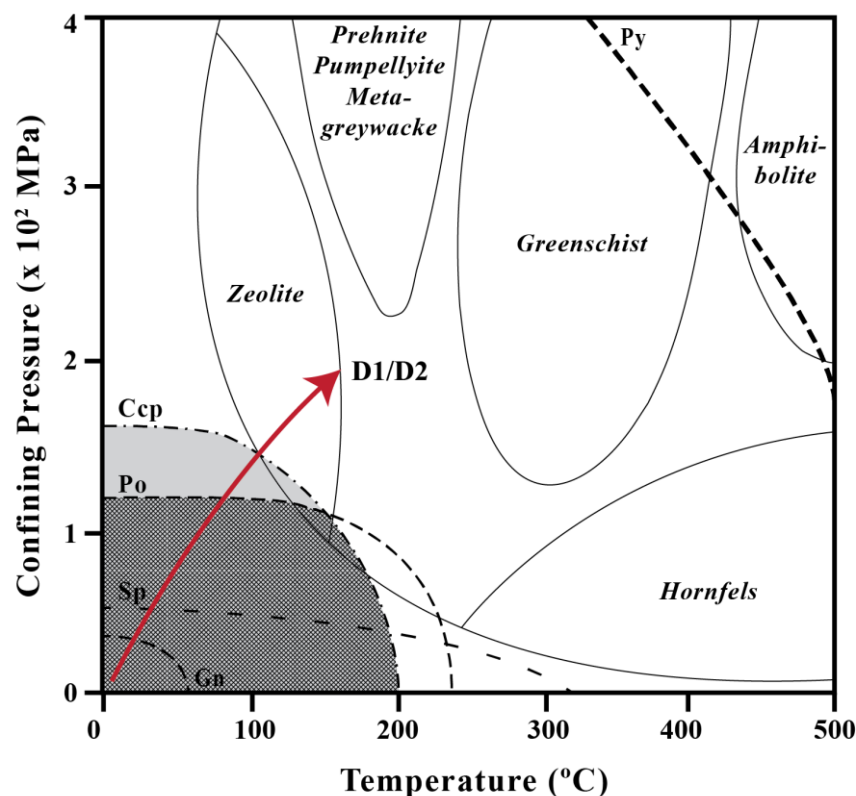 4
Prehnite
Pumpellyite
Meta-
greywacke
Py
Amphi-
bolite
3
Greenschist
Zeolite
2
D1/D2
Ccp
Po
1
Sp
Hornfels
Gn
0
0
100
200
300
400
500
Confining Pressure (x 10² MPa)
Temperature (ºC)